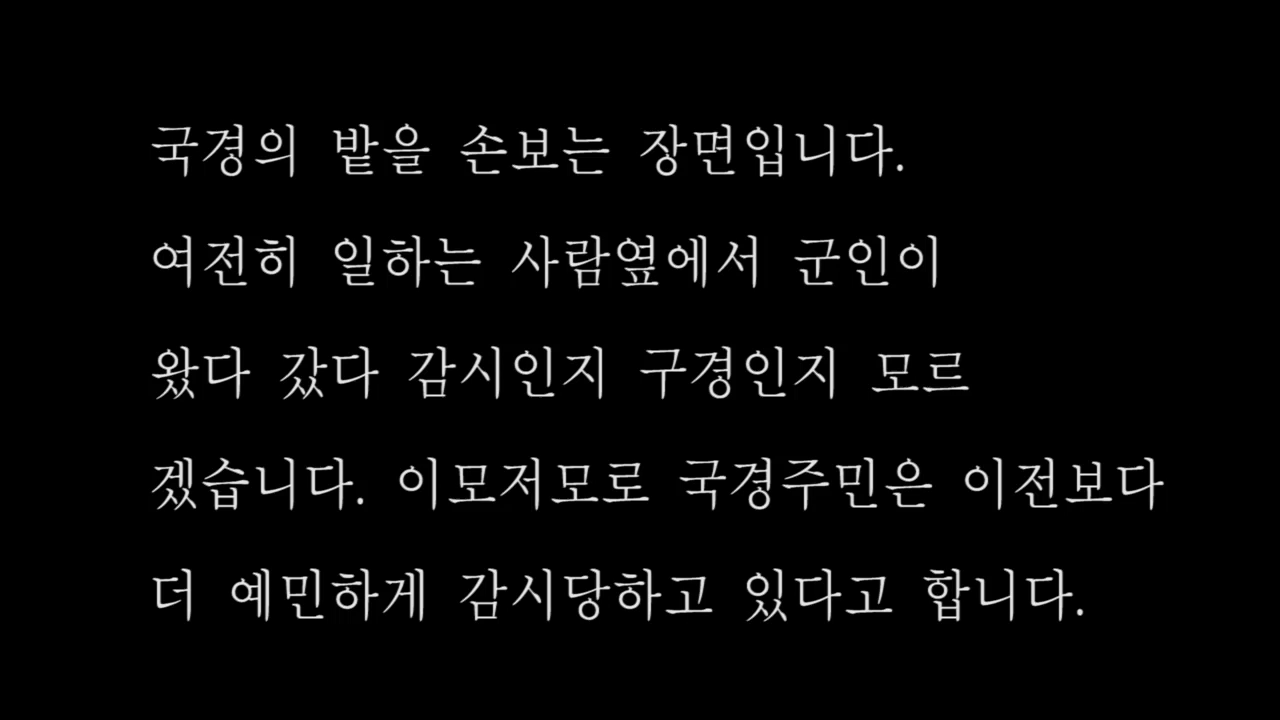 국경의 밭을 손보는 장면입니다.
여전히 일하는 사람옆에서 군인이
왔다 갔다 감시인지 구경인지 모르
겠습니다. 이모저모로 국경주민은 이전보다
더 예민하게 감시당하고 있다고 합니다.